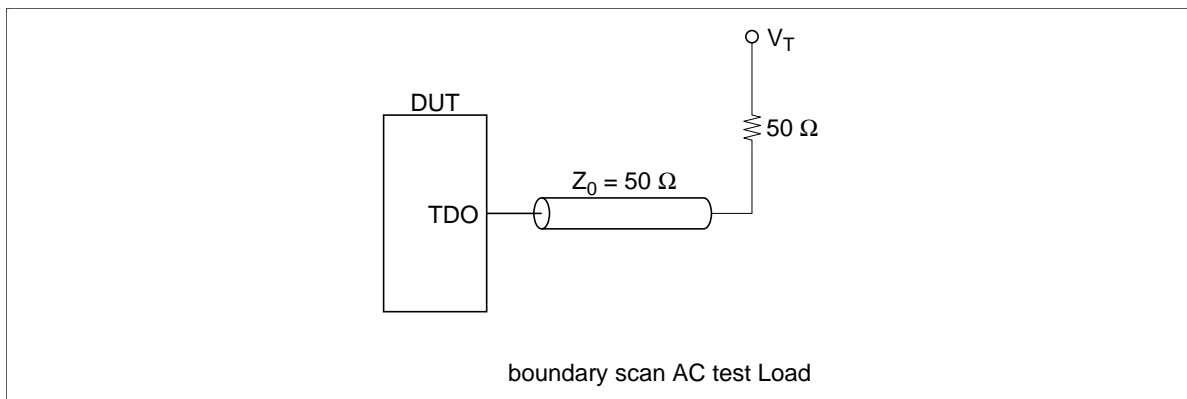 V_T
DUT
50 Ω
Z_0 = 50 Ω
TDO
boundary scan AC test Load